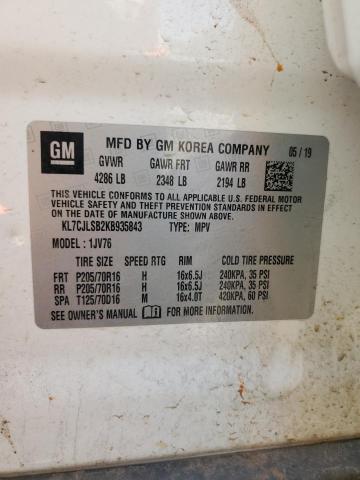 GM
MFD BY GM KOREA COMPANY
05 / 19
GVWR GAWR FRT GAWR RR
4286 LB 2348 LB 2194 LB
THIS VEHICLE CONFORMS TO ALL APPLICABLE U.S. FEDERAL MOTOR
VEHICLE SAFETY AND THEFT PREVENTION STANDARDS IN EFFECT ON
THE DATE OF MANUFACTURE SHOWN ABOVE.
KL7CJLSB2KB935843 TYPE: MPV
MODEL : 1JV76
TIRE SIZE SPEED RTG RIM COLD TIRE PRESSURE
FRT P205/70R16 H 16x6.5J 240KPA, 35 PSI
RR P205/70R16 H 16x6.5J 240KPA, 35 PSI
SPA T125/70D16 M 16x4.0T 420KPA, 60 PSI
SEE OWNER'S MANUAL FOR MORE INFORMATION.